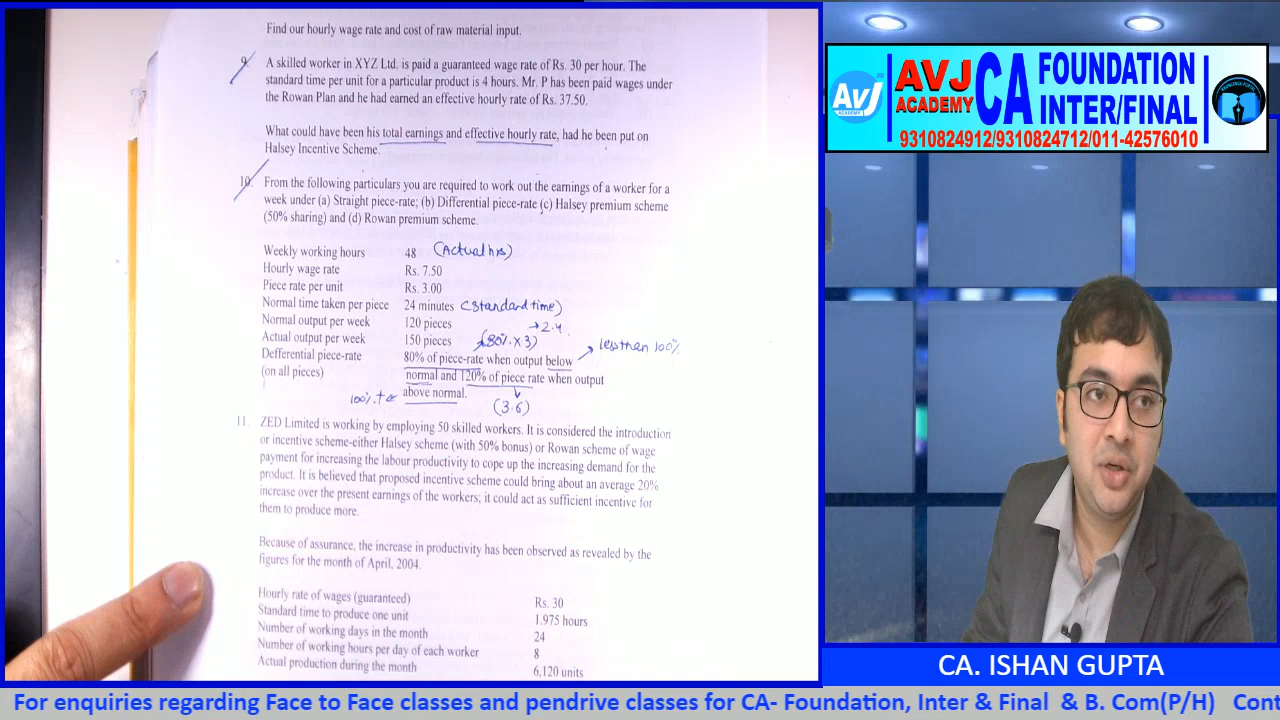 Find our hourly wage rate and cost of raw material input.
9. A skilled worker in XYZ Ltd. is paid a guaranteed wage rate of Rs. 30 per hour. The
standard time per unit for a particular product is 4 hours. Mr. P has been paid wages under
the Rowan Plan and he had earned an effective hourly rate of Rs. 37.50.
What could have been his total earnings and effective hourly rate, had he been put on
Halsey Incentive Scheme.
10. From the following particulars you are required to work out the earnings of a worker for a
week under (a) Straight piece-rate; (b) Differential piece-rate (c) Halsey premium scheme
(50% sharing) and (d) Rowan premium scheme.
Weekly working hours 48 (Actual hrs)
Hourly wage rate Rs. 7.50
Piece rate per unit Rs. 3.00
Normal time taken per piece 24 minutes (Standard time)
Normal output per week 120 pieces → 2.4
Actual output per week 150 pieces (80% × 3) less than 100%
Defferential piece-rate 80% of piece-rate when output below
(on all pieces) normal and 120% of piece rate when output
100% + above normal. (3.6)
11. ZED Limited is working by employing 50 skilled workers. It is considered the introduction
or incentive scheme-either Halsey scheme (with 50% bonus) or Rowan scheme of wage
payment for increasing the labour productivity to cope up the increasing demand for the
product. It is believed that proposed incentive scheme could bring about an average 20%
increase over the present earnings of the workers; it could act as sufficient incentive for
them to produce more.
Because of assurance, the increase in productivity has been observed as revealed by the
figures for the month of April, 2004.
Hourly rate of wages (guaranteed) Rs. 30
Standard time to produce one unit 1.975 hours
Number of working days in the month 24
Number of working hours per day of each worker 8
Actual production during the month 6,120 units
AVJ
ACADEMY
AVJ
ACADEMY
CA
FOUNDATION
INTER/FINAL
9310824912/9310824712/011-42576010
CA. ISHAN GUPTA
For enquiries regarding Face to Face classes and pendrive classes for CA- Foundation, Inter & Final & B. Com(P/H) Con